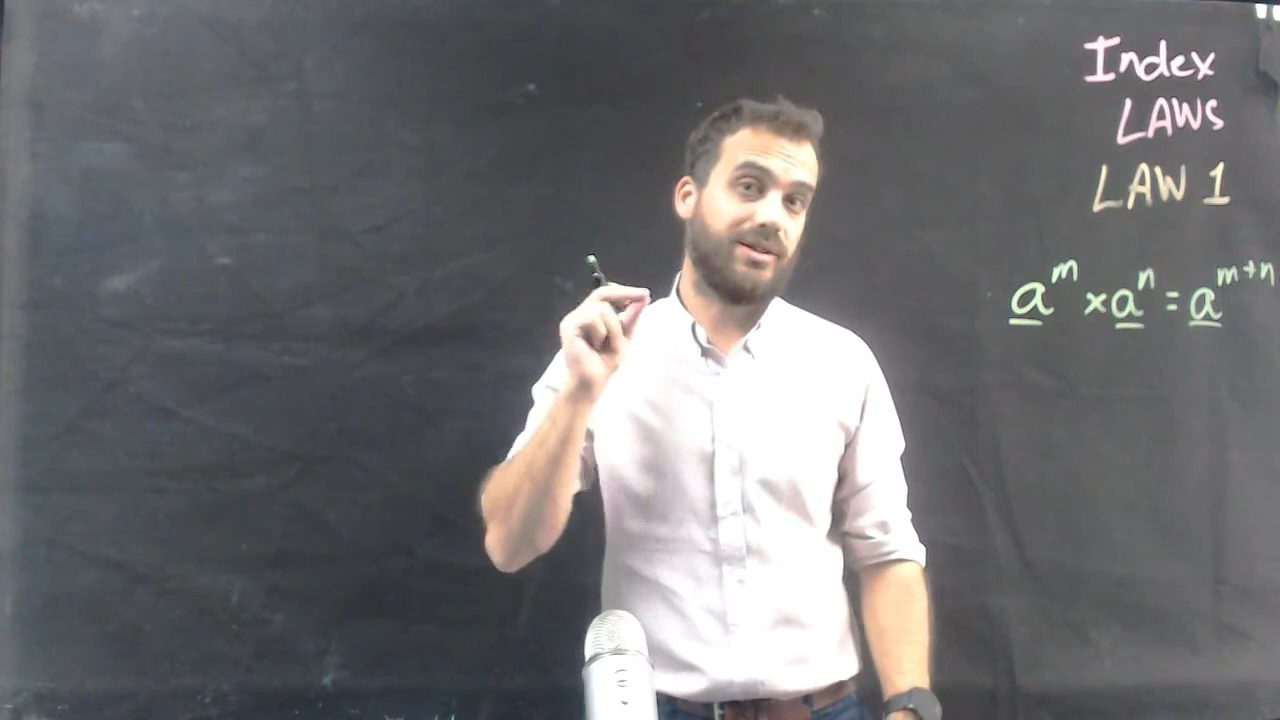 Index
LAWS
LAW 1
a^m × a^n = a^{m+n}